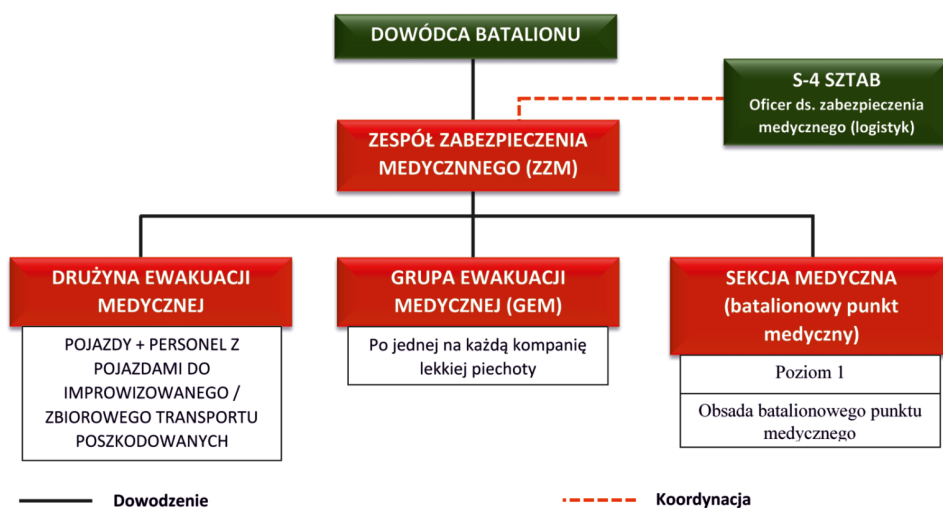 DOWÓDCA BATALIONU
S-4 SZTAB
Oficer ds. zabezpieczenia
medycznego (logistyk)
ZESPÓŁ ZABEZPIECZENIA
MEDYCZNNEGO (ZZM)
DRUŻYNA EWAKUACJI
MEDYCZNEJ
POJAZDY + PERSONEL Z
POJAZDAMI DO
IMPROWIZOWANEGO /
ZBIOROWEGO TRANSPORTU
POSZKODOWANYCH
GRUPA EWAKUACJI
MEDYCZNEJ (GEM)
Po jednej na każdą kompanię
lekkiej piechoty
SEKCJA MEDYCZNA
(batalionowy punkt
medyczny)
Poziom 1
Obsada batalionowego punktu
medycznego
Dowodzenie
Koordynacja